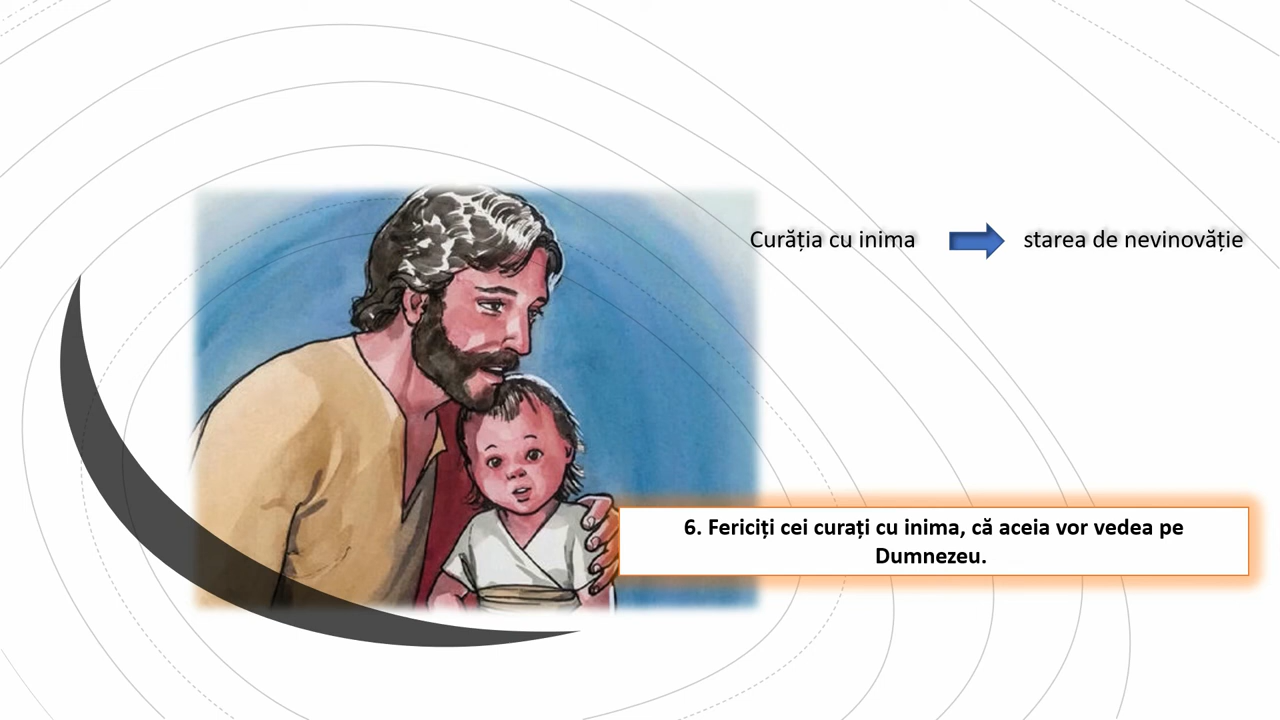 Curăția cu inima
starea de nevinovăție
6. Fericiți cei curați cu inima, că aceia vor vedea pe
Dumnezeu.